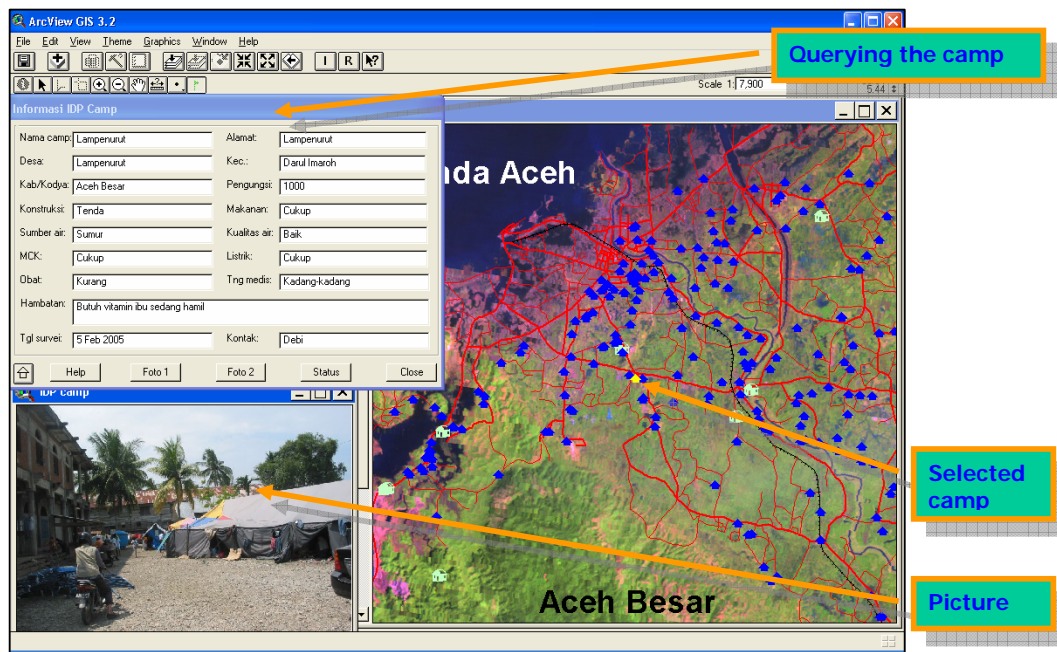 ArcView GIS 3.2
File Edit View Theme Graphics Window Help
I R ?
Querying the camp
Scale 1: 7,900
5.44
Informasi IDP Camp
Nama camp: Lampenurut Alamat: Lampenurut
Desa: Lampenurut Kec.: Darul Imaroh
Kab/Kodya: Aceh Besar Pengungsi: 1000
Konstruksi: Tenda Makanan: Cukup
Sumber air: Sumur Kualitas air: Baik
MCK: Cukup Listrik: Cukup
Obat: Kurang Tng medis: Kadang-kadang
Hambatan: Butuh vitamin ibu sedang hamil
Tgl survei: 5 Feb 2005 Kontak: Debi
Help Foto 1 Foto 2 Status Close
nda Aceh
IDP camp
Selected
camp
Aceh Besar
Picture